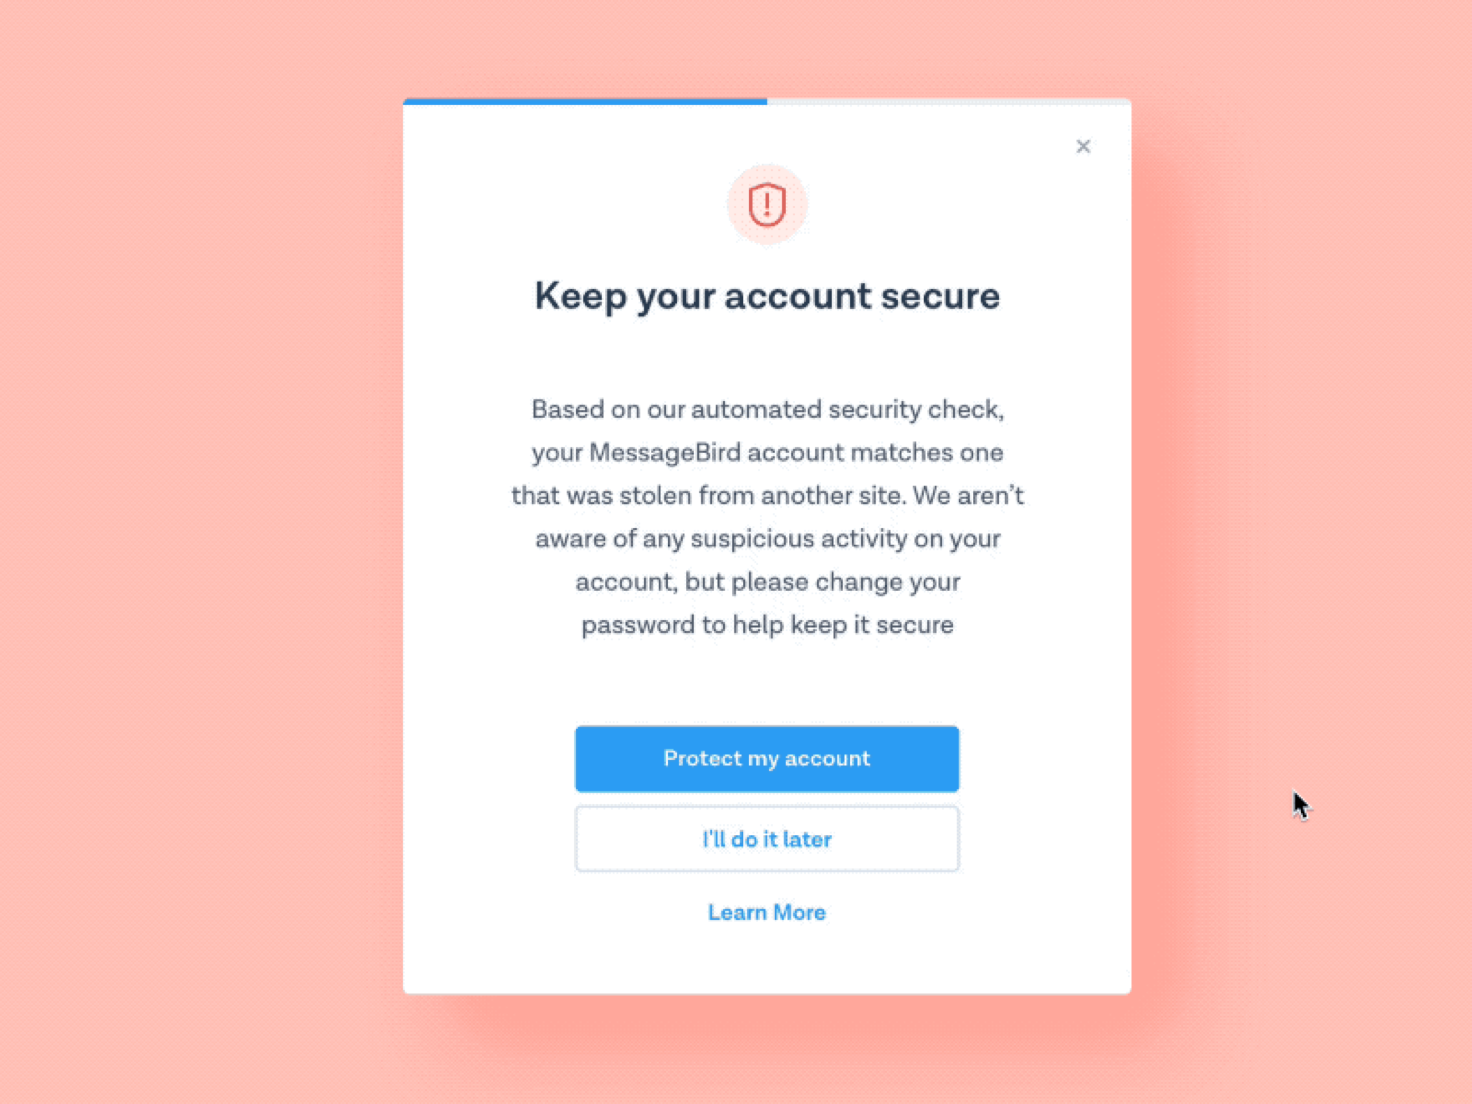 Keep your account secure
Based on our automated security check,
your MessageBird account matches one
that was stolen from another site. We aren’t
aware of any suspicious activity on your
account, but please change your
password to help keep it secure
Protect my account
I'll do it later
Learn More